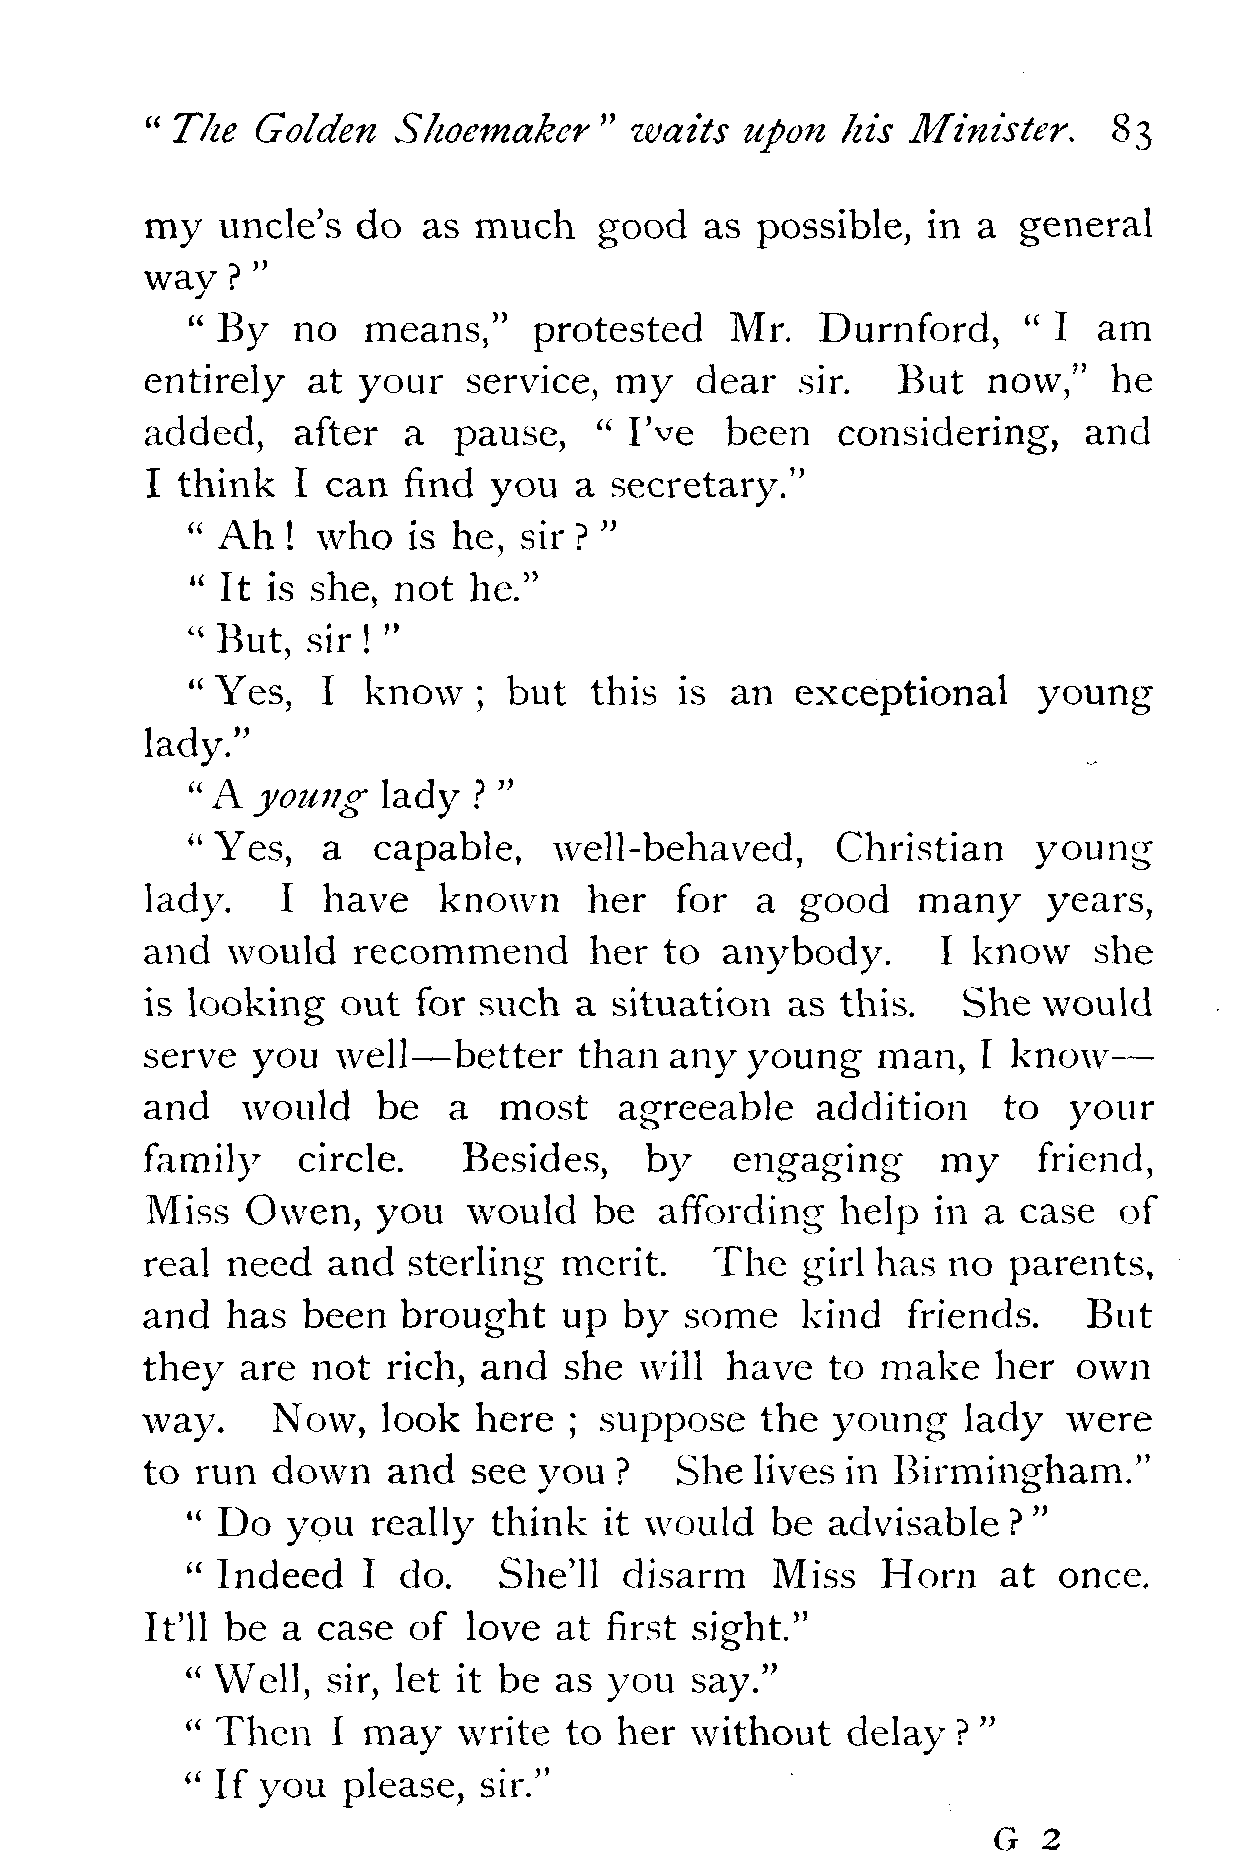 “ The Golden Shoemaker ” waits upon his Minister. 83
my uncle’s do as much good as possible, in a general
way ? ”
“ By no means,” protested Mr. Durnford, “ I am
entirely at your service, my dear sir. But now,” he
added, after a pause, “ I’ve been considering, and
I think I can find you a secretary.”
“ Ah ! who is he, sir ? ”
“ It is she, not he.”
“ But, sir ! ”
“ Yes, I know ; but this is an exceptional young
lady.”
“ A young lady ? ”
“ Yes, a capable, well-behaved, Christian young
lady. I have known her for a good many years,
and would recommend her to anybody. I know she
is looking out for such a situation as this. She would
serve you well—better than any young man, I know—
and would be a most agreeable addition to your
family circle. Besides, by engaging my friend,
Miss Owen, you would be affording help in a case of
real need and sterling merit. The girl has no parents,
and has been brought up by some kind friends. But
they are not rich, and she will have to make her own
way. Now, look here ; suppose the young lady were
to run down and see you ? She lives in Birmingham.”
“ Do you really think it would be advisable ? ”
“ Indeed I do. She’ll disarm Miss Horn at once.
It’ll be a case of love at first sight.”
“ Well, sir, let it be as you say.”
“ Then I may write to her without delay ? ”
“ If you please, sir.”
G 2